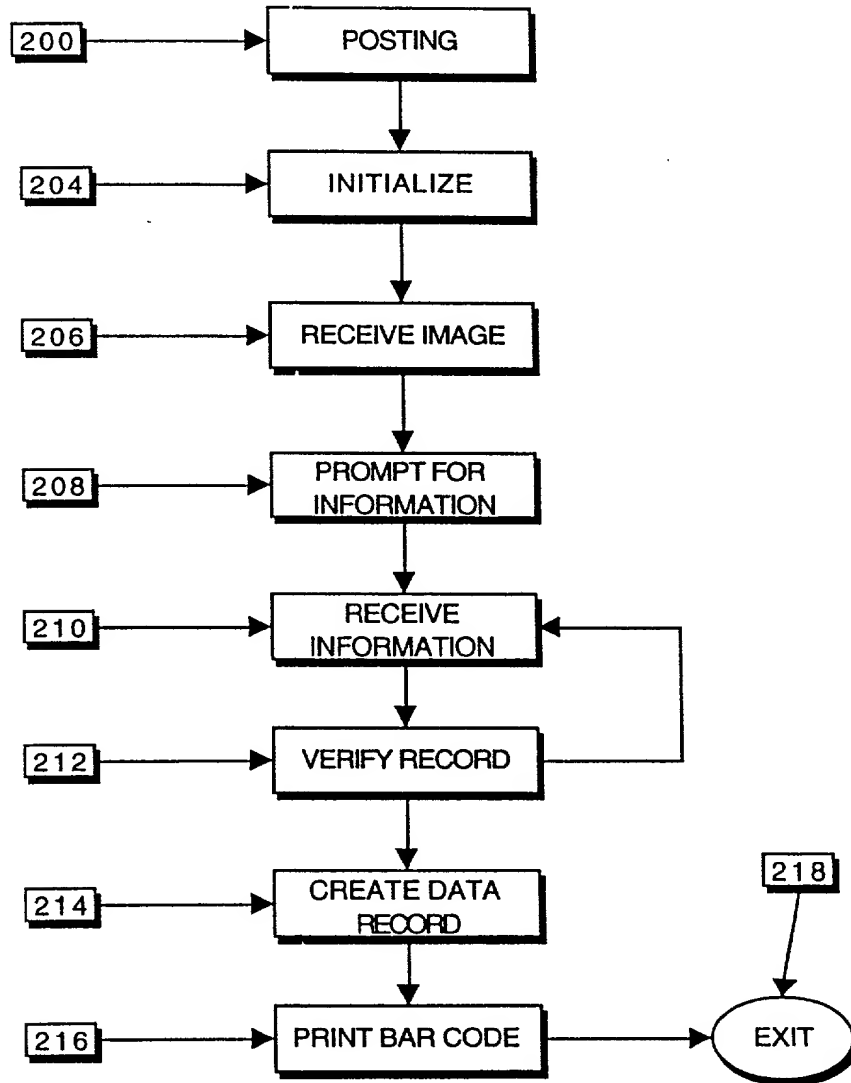 200
POSTING
204
INITIALIZE
206
RECEIVE IMAGE
208
PROMPT FOR
INFORMATION
210
RECEIVE
INFORMATION
212
VERIFY RECORD
214
CREATE DATA
RECORD
218
216
PRINT BAR CODE
EXIT